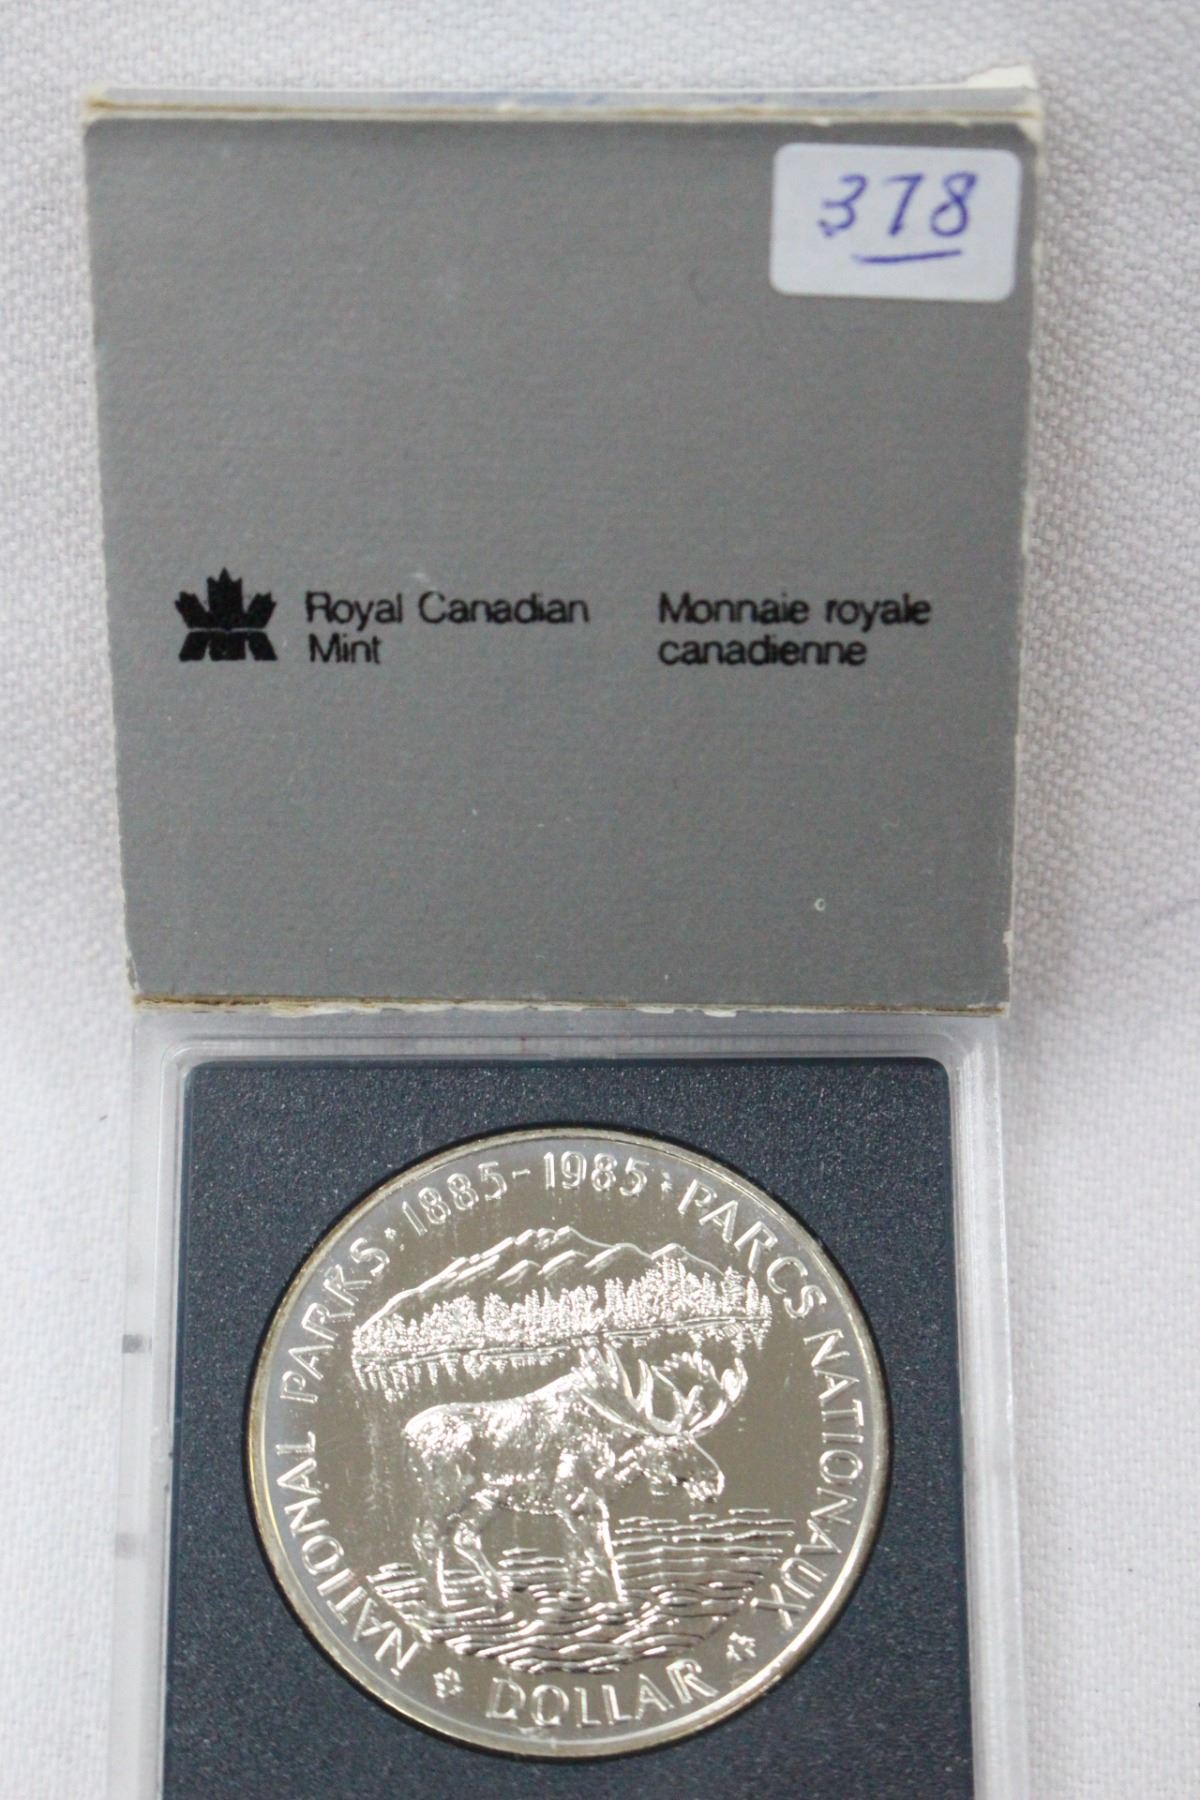 378
Royal Canadian
Mint
Monnaie royale
canadienne
NATIONAL PARKS · 1885-1985 · PARCS NATIONAUX
DOLLAR